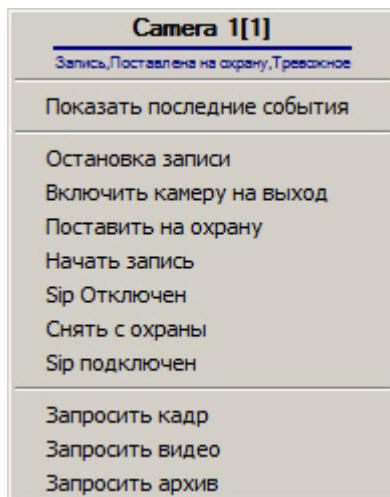 Camera 1[1]
Запись,Поставлена на охрану,Тревожное
Показать последние события
Остановка записи
Включить камеру на выход
Поставить на охрану
Начать запись
Sip Отключен
Снять с охраны
Sip подключен
Запросить кадр
Запросить видео
Запросить архив